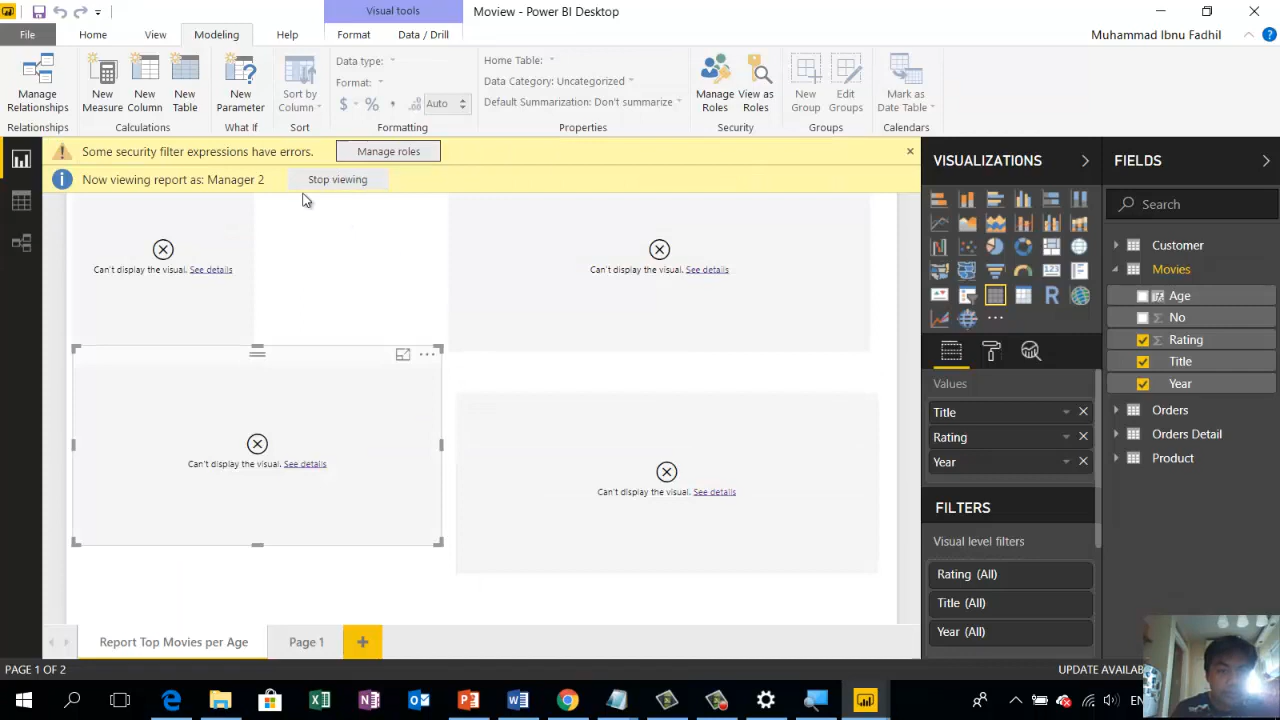 Visual tools
Moview - Power BI Desktop
File
Home
View
Modeling
Help
Format
Data / Drill
Muhammad Ibnu Fadhil
Manage
Relationships
New
Measure
New
Column
New
Table
New
Parameter
Sort by
Column
Data type:
Format:
$ % , .00 Auto
Home Table:
Data Category: Uncategorized
Default Summarization: Don't summarize
Manage
Roles
View as
Roles
New
Group
Edit
Groups
Mark as
Date Table
Relationships
Calculations
What If
Sort
Formatting
Properties
Security
Groups
Calendars
Some security filter expressions have errors.
Manage roles
Now viewing report as: Manager 2
Stop viewing
Can't display the visual. See details
Can't display the visual. See details
Can't display the visual. See details
Can't display the visual. See details
VISUALIZATIONS
R
Values
Title
Rating
Year
FILTERS
Visual level filters
Rating (All)
Title (All)
Year (All)
FIELDS
Search
Customer
Movies
Age
No
Rating
Title
Year
Orders
Orders Detail
Product
Report Top Movies per Age
Page 1
PAGE 1 OF 2
UPDATE AVAILAB
EN